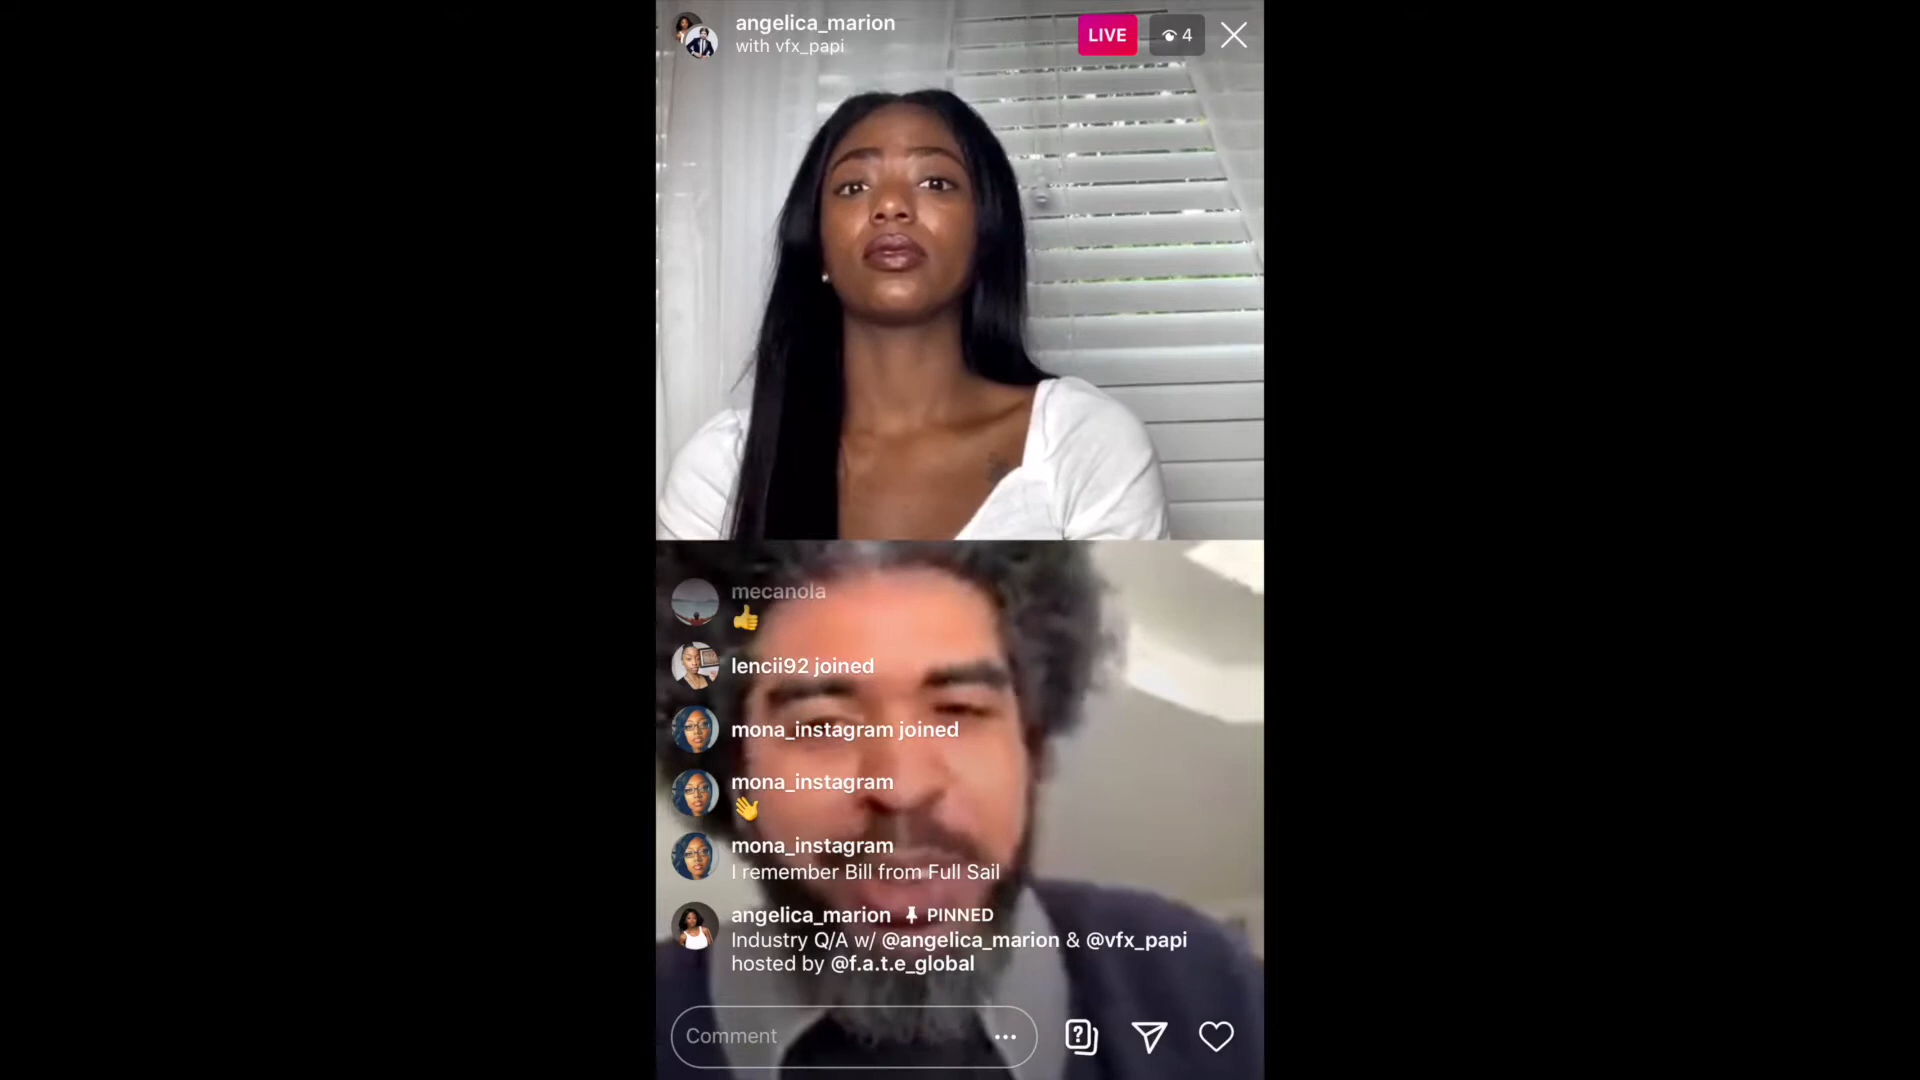 angelica_marion
with vfx_papi
LIVE
4
mecanola
👍
lencii92 joined
mona_instagram joined
mona_instagram
👋
mona_instagram
I remember Bill from Full Sail
angelica_marion PINNED
Industry Q/A w/ @angelica_marion & @vfx_papi
hosted by @f.a.t.e_global
Comment